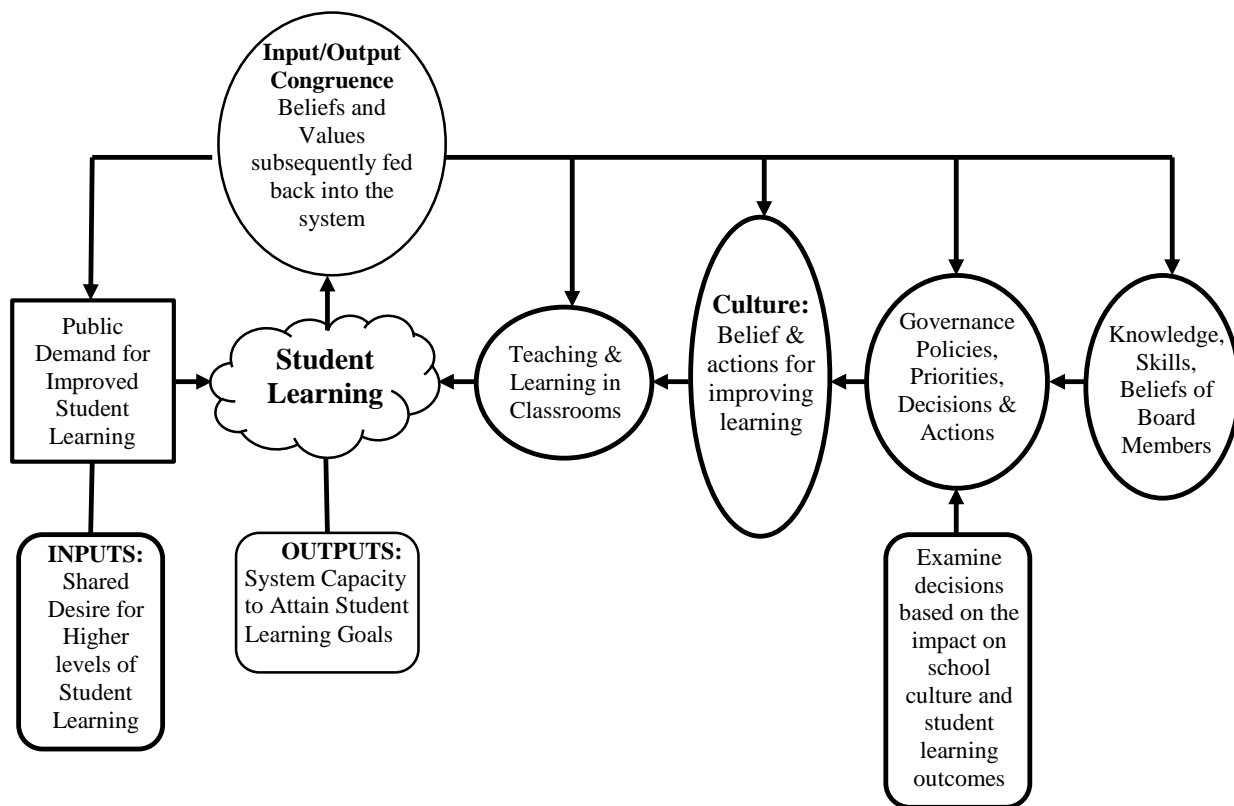 Input/Output
Congruence
Beliefs and
Values
subsequently fed
back into the
system
Public
Demand for
Improved
Student
Learning
Student
Learning
Teaching &
Learning in
Classrooms
Culture:
Belief &
actions for
improving
learning
Governance
Policies,
Priorities,
Decisions &
Actions
Knowledge,
Skills,
Beliefs of
Board
Members
INPUTS:
Shared
Desire for
Higher
levels of
Student
Learning
OUTPUTS:
System Capacity
to Attain Student
Learning Goals
Examine
decisions
based on the
impact on
school
culture and
student
learning
outcomes